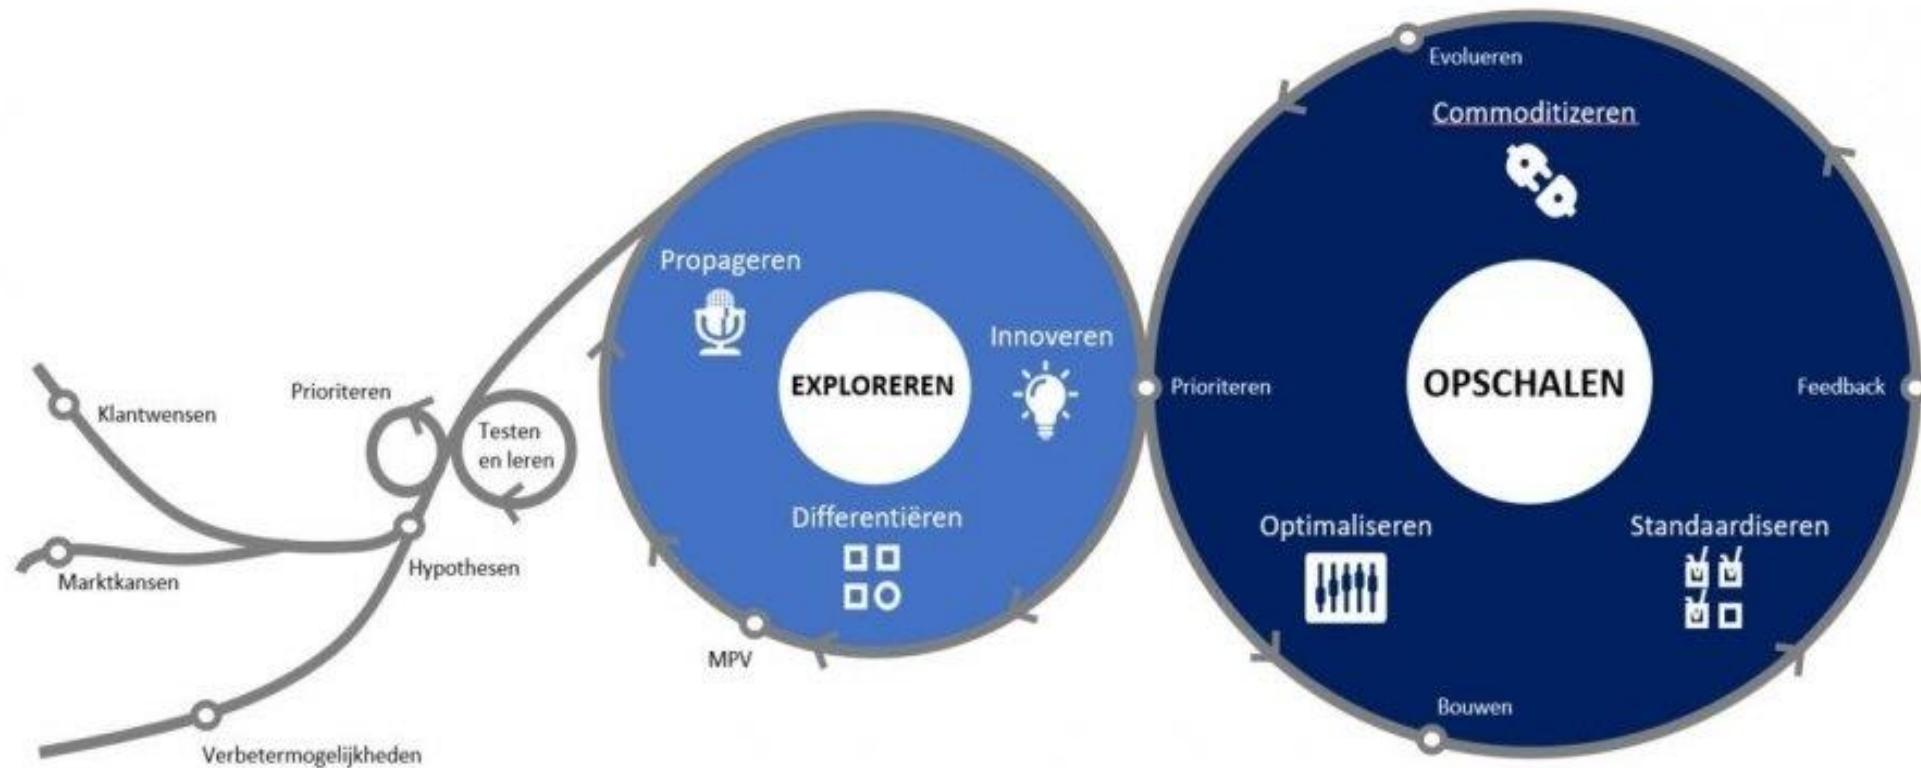 Klantwensen
Marktkansen
Verbetermogelijkheden
Hypothesen
Prioriteren
Testen
en leren
Propageren
EXPLOREREN
Innoveren
Differentiëren
MPV
Prioriteren
Evolueren
Commoditizeren
OPSCHALEN
Feedback
Optimaliseren
Standaardiseren
Bouwen